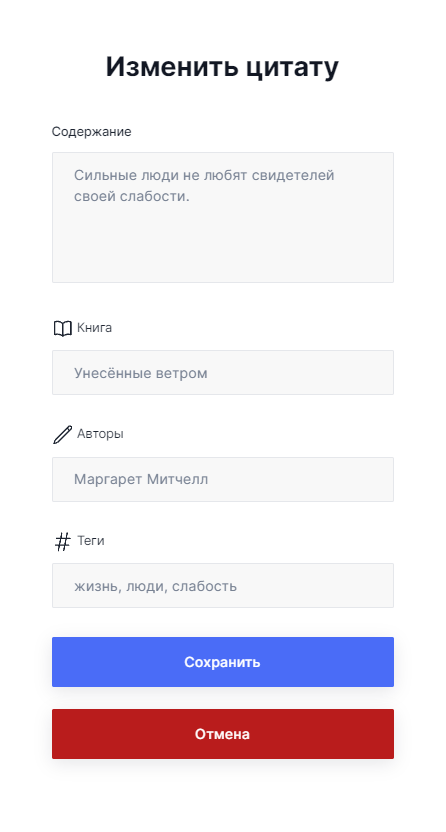 Изменить цитату
Содержание
Сильные люди не любят свидетелей
своей слабости.
Книга
Унесённые ветром
Авторы
Маргарет Митчелл
Теги
жизнь, люди, слабость
Сохранить
Отмена